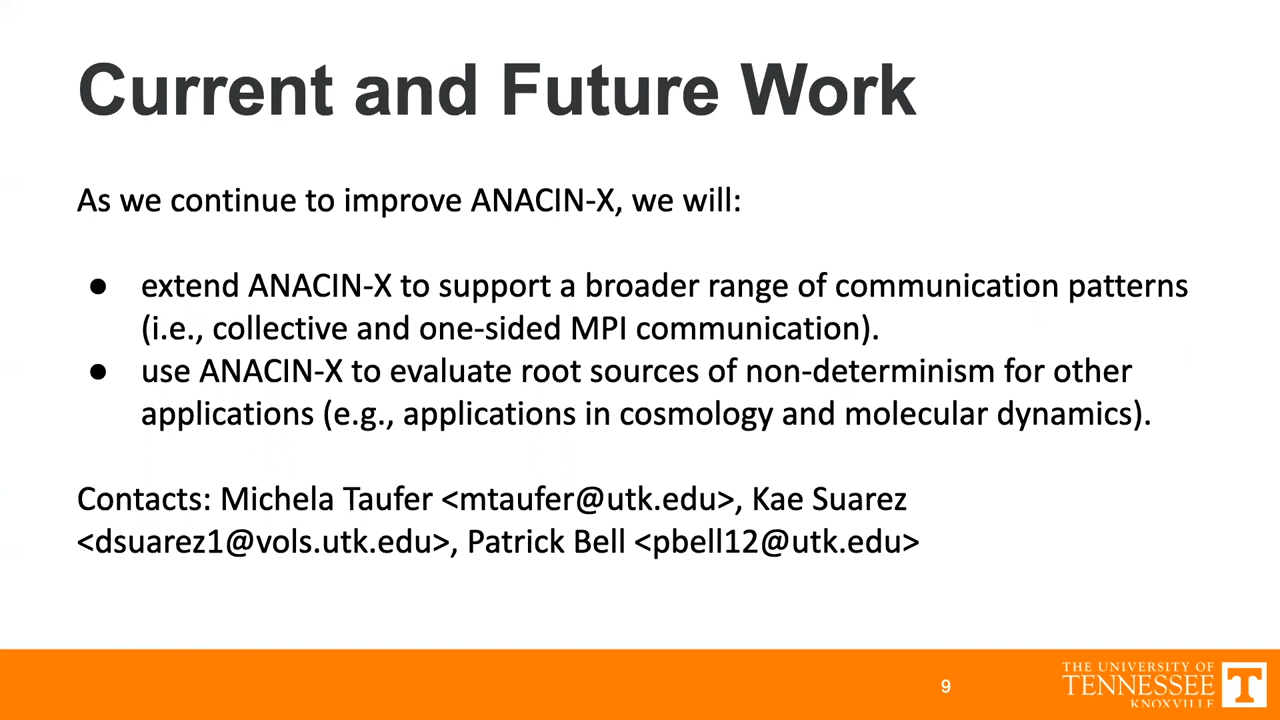 Current and Future Work
As we continue to improve ANACIN-X, we will:
● extend ANACIN-X to support a broader range of communication patterns
(i.e., collective and one-sided MPI communication).
● use ANACIN-X to evaluate root sources of non-determinism for other
applications (e.g., applications in cosmology and molecular dynamics).
Contacts: Michela Taufer <mtaufer@utk.edu>, Kae Suarez
<dsuarez1@vols.utk.edu>, Patrick Bell <pbell12@utk.edu>
9
THE UNIVERSITY OF
TENNESSEE
KNOXVILLE
T